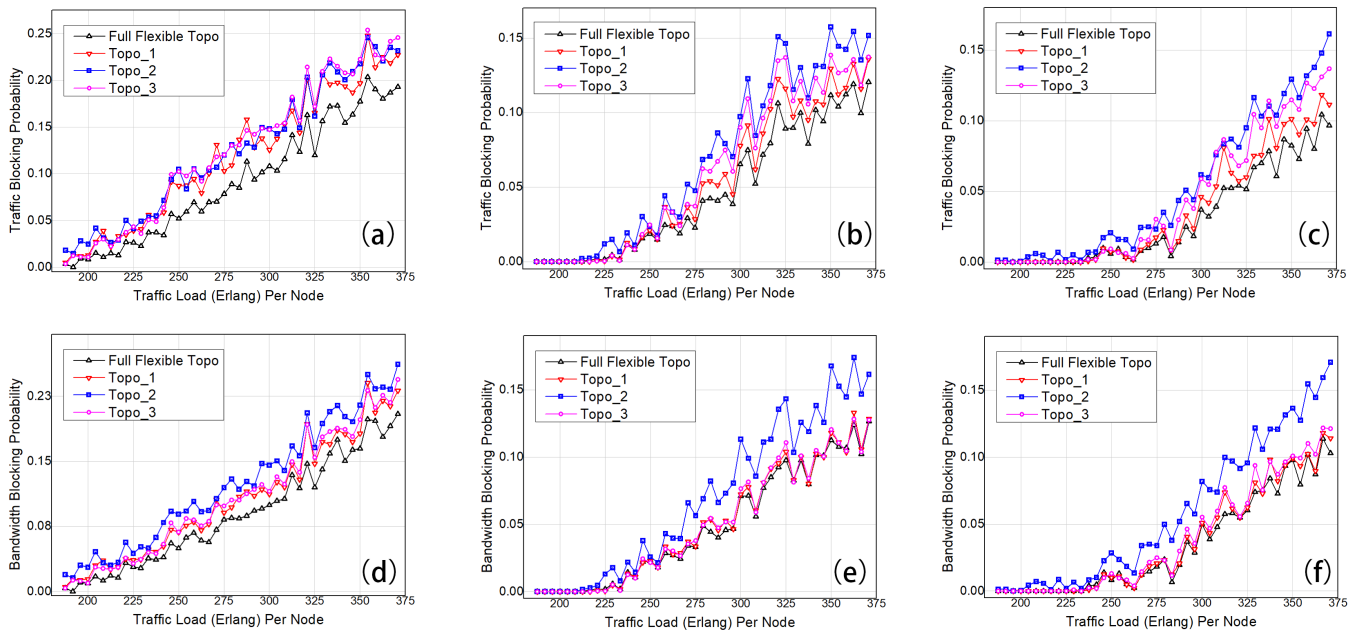 Traffic Blocking Probability
0.25
0.20
0.15
0.10
0.05
0.00
Full Flexible Topo
Topo_1
Topo_2
Topo_3
(a)
200 225 250 275 300 325 350 375
Traffic Load (Erlang) Per Node
Traffic Blocking Probability
0.15
0.10
0.05
0.00
Full Flexible Topo
Topo_1
Topo_2
Topo_3
(b)
200 225 250 275 300 325 350 375
Traffic Load (Erlang) Per Node
Traffic Blocking Probability
0.15
0.10
0.05
0.00
Full Flexible Topo
Topo_1
Topo_2
Topo_3
(c)
200 225 250 275 300 325 350 375
Traffic Load (Erlang) Per Node
Bandwidth Blocking Probability
0.23
0.15
0.08
0.00
Full Flexible Topo
Topo_1
Topo_2
Topo_3
(d)
200 225 250 275 300 325 350 375
Traffic Load (Erlang) Per Node
Bandwidth Blocking Probability
0.15
0.10
0.05
0.00
Full Flexible Topo
Topo_1
Topo_2
Topo_3
(e)
200 225 250 275 300 325 350 375
Traffic Load (Erlang) Per Node
Bandwidth Blocking Probability
0.15
0.10
0.05
0.00
Full Flexible Topo
Topo_1
Topo_2
Topo_3
(f)
200 225 250 275 300 325 350 375
Traffic Load (Erlang) Per Node